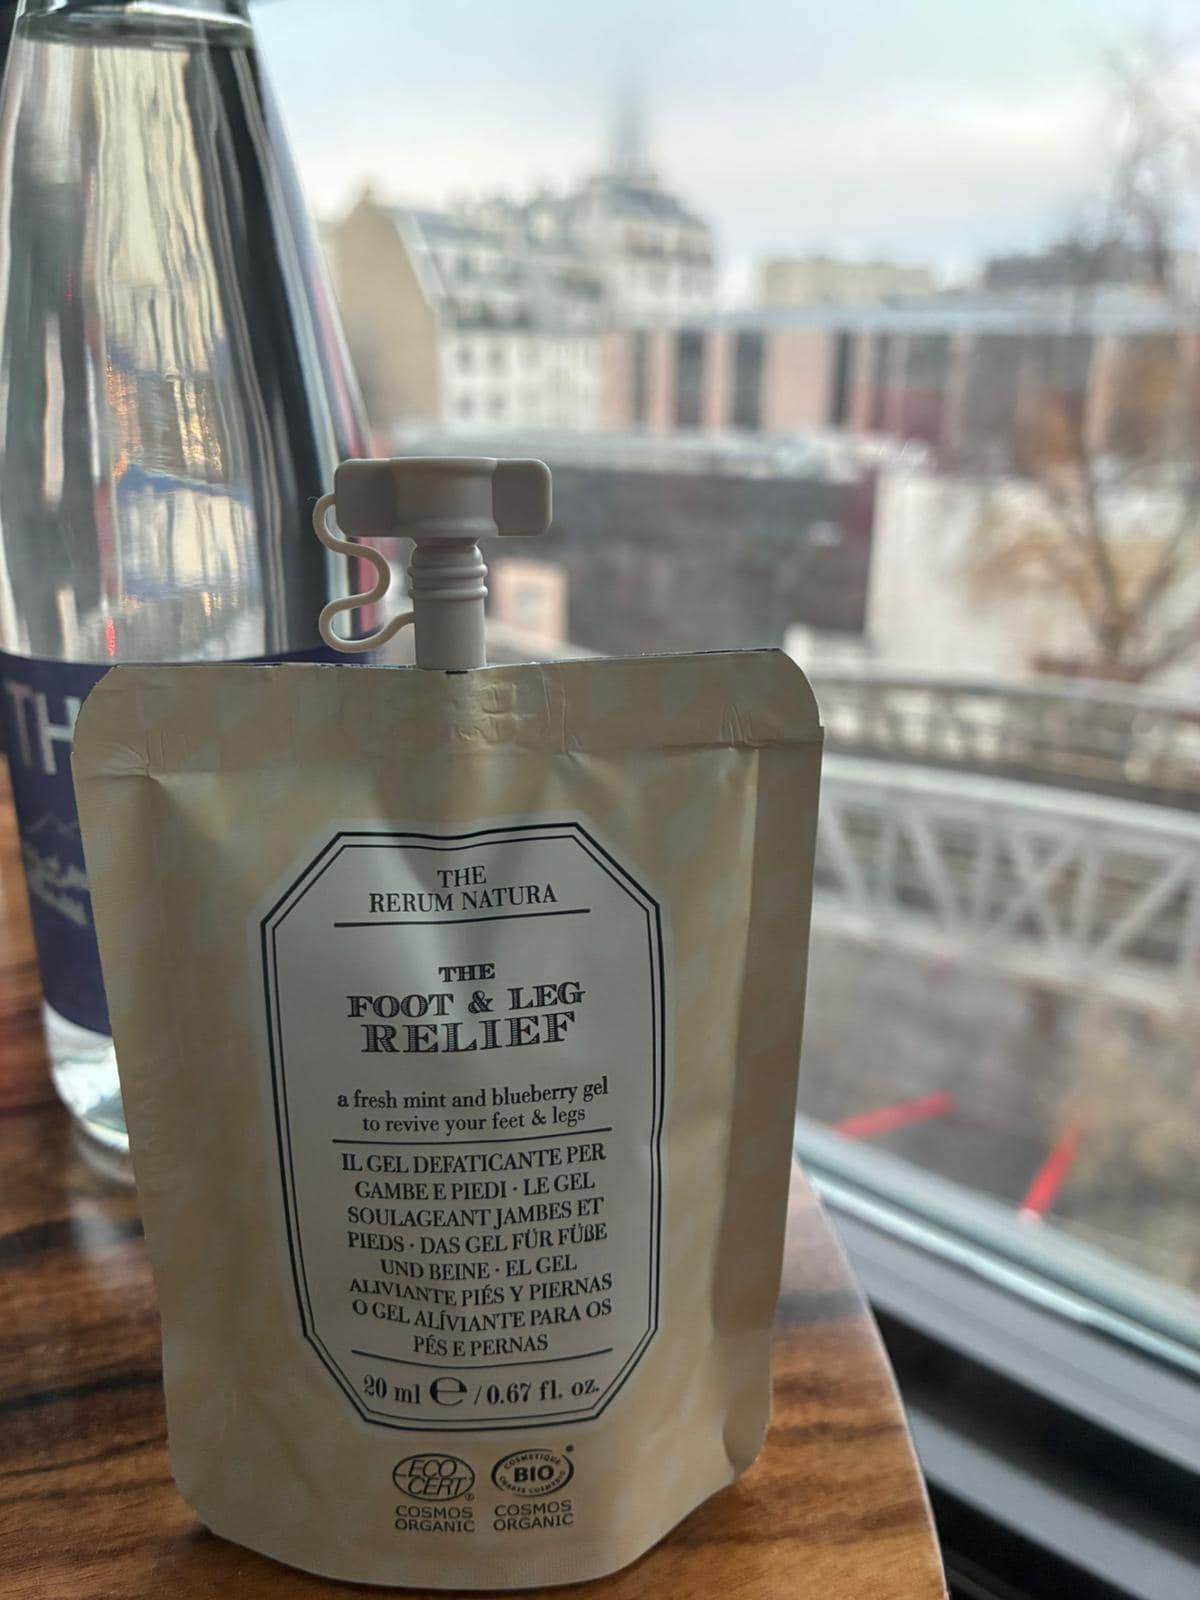 TH
THE
RERUM NATURA
THE
FOOT & LEG
RELIEF
a fresh mint and blueberry gel
to revive your feet & legs
IL GEL DEFATICANTE PER
GAMBE E PIEDI · LE GEL
SOULAGEANT JAMBES ET
PIEDS · DAS GEL FÜR FÜßE
UND BEINE · EL GEL
ALIVIANTE PIÉS Y PIERNAS
O GEL ALÍVIANTE PARA OS
PÉS E PERNAS
20 ml ℮ / 0.67 fl. oz.
ECO
CERT®
COSMOS
ORGANIC
COSMETIQUE
BIO
COSMOS
ORGANIC